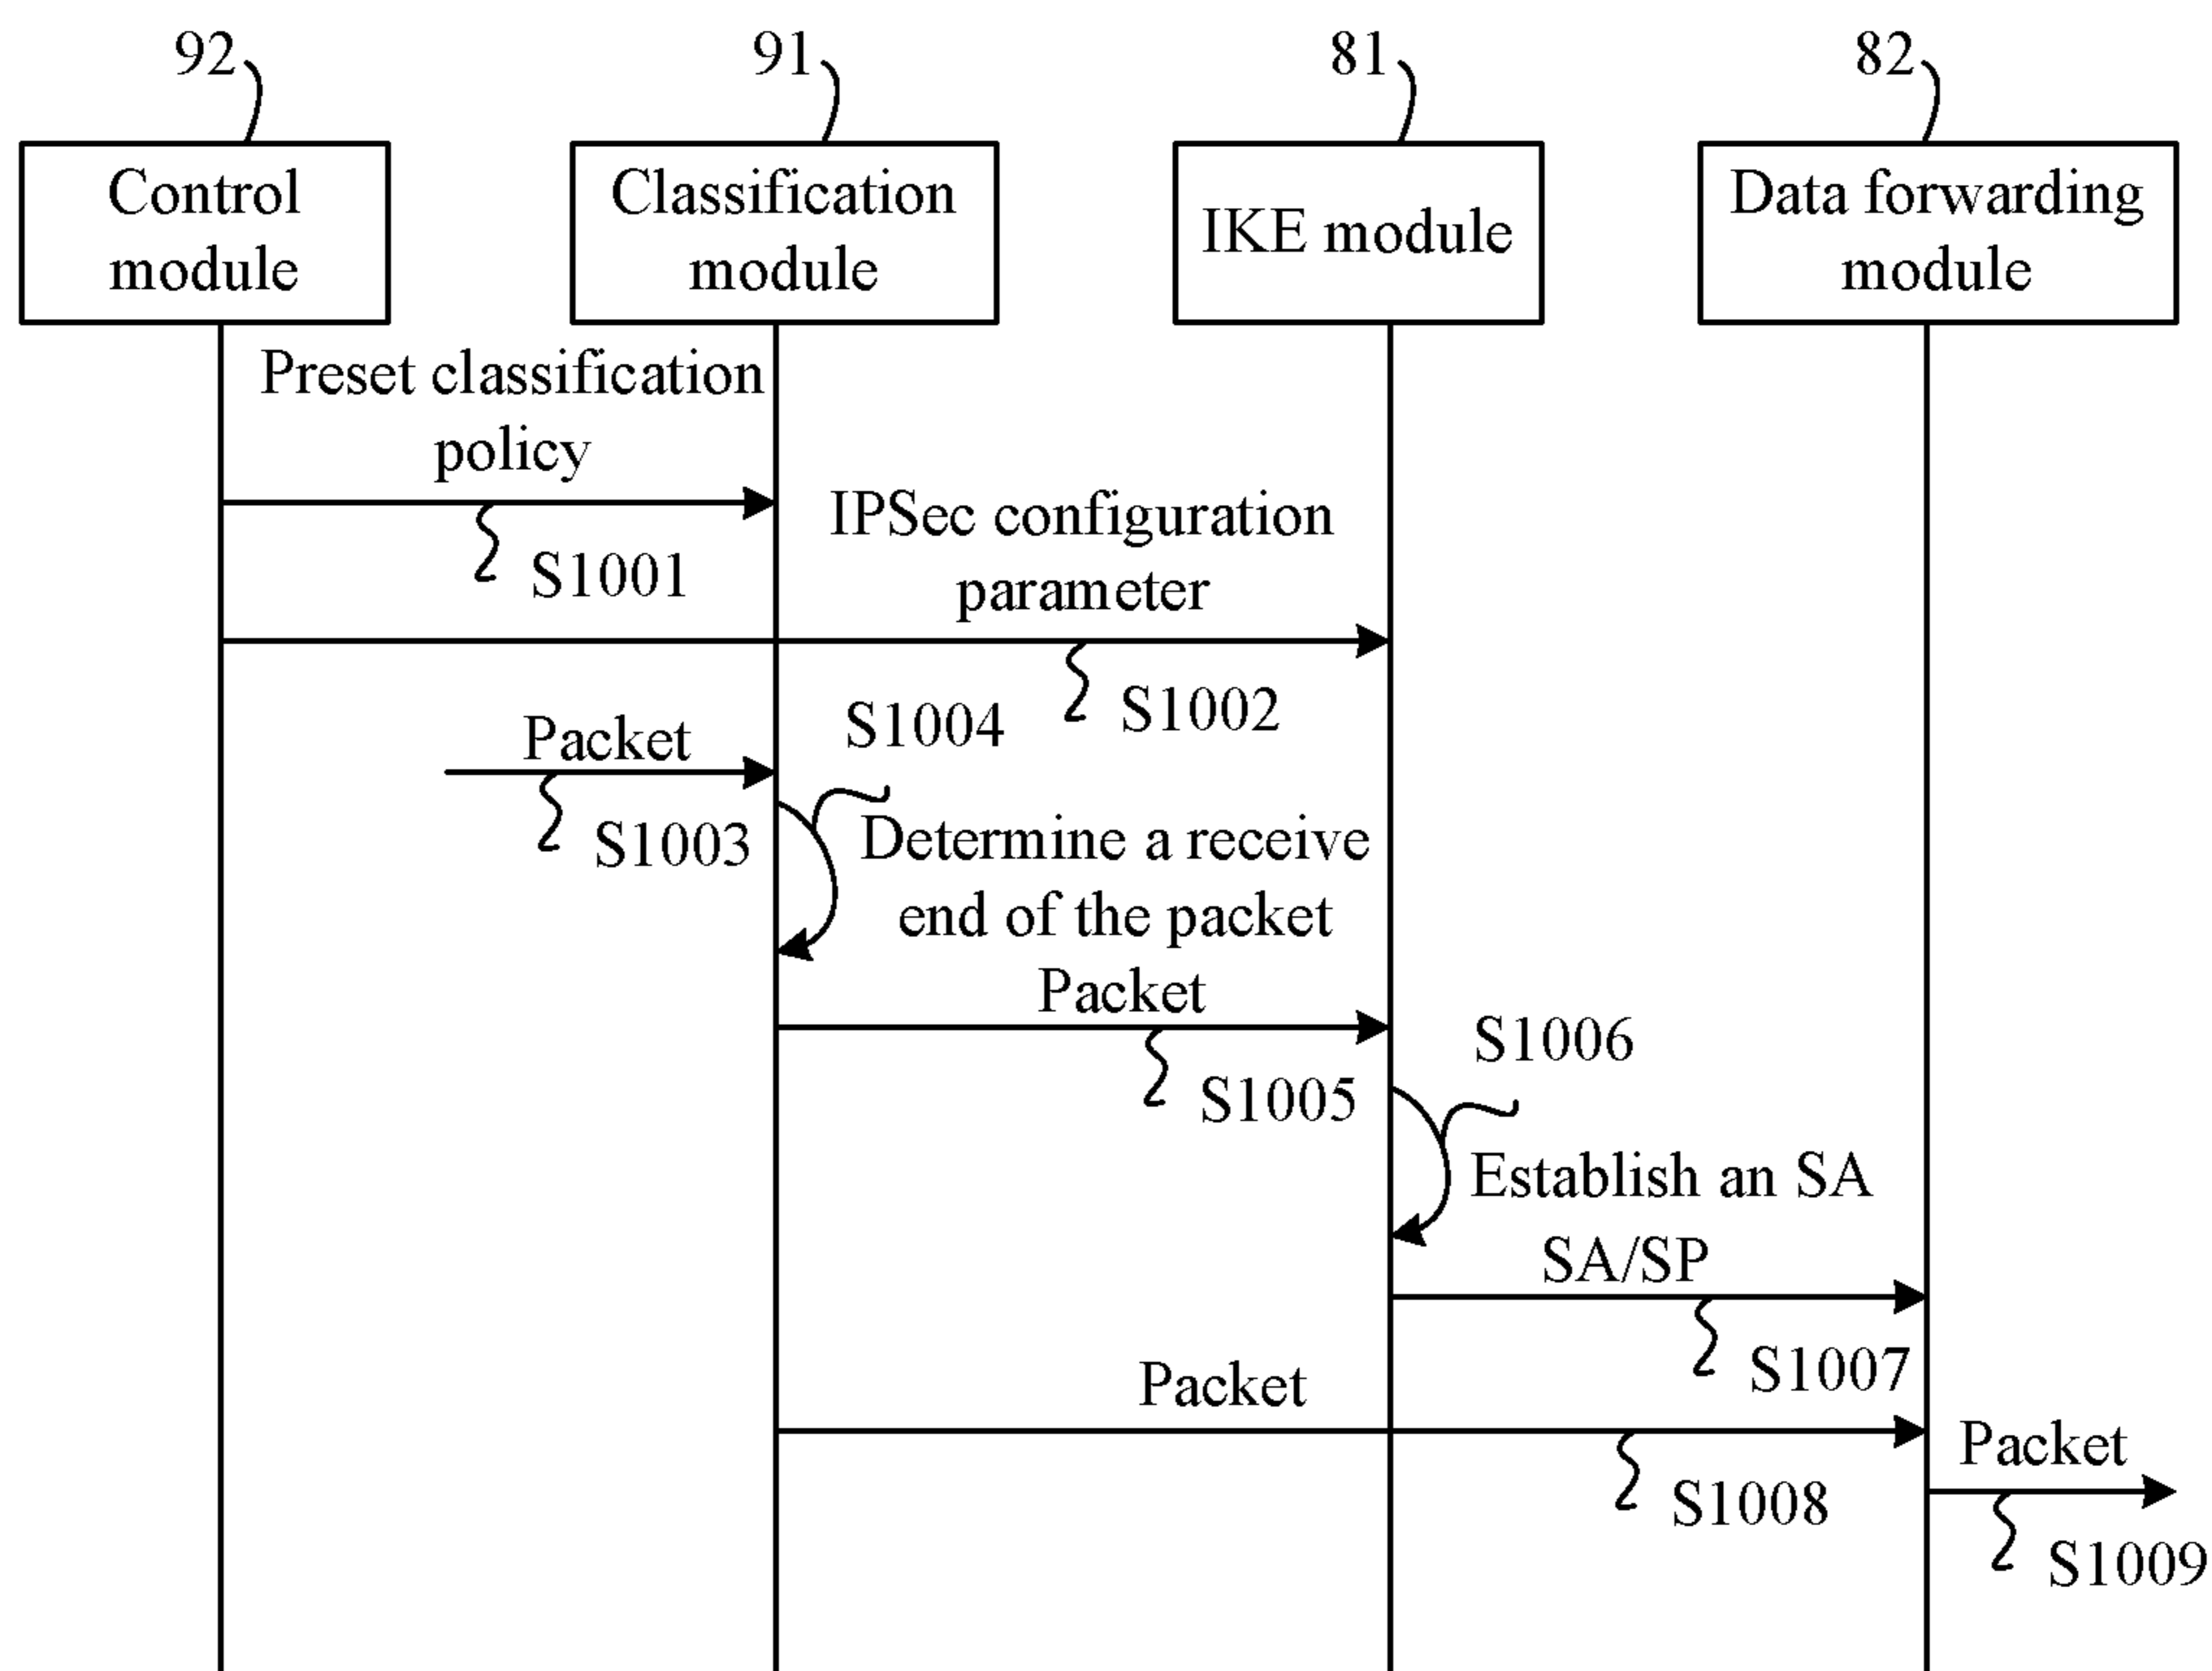 92
91
81
82
Control
module
Classification
module
IKE module
Data forwarding
module
Preset classification
policy
S1001
IPSec configuration
parameter
S1002
Packet
S1003
S1004
Determine a receive
end of the packet
Packet
S1005
S1006
Establish an SA
SA/SP
S1007
Packet
S1008
Packet
S1009